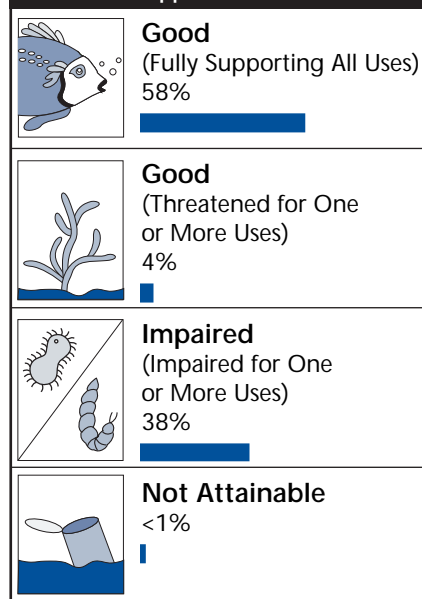 Good
(Fully Supporting All Uses)
58%
Good
(Threatened for One
or More Uses)
4%
Impaired
(Impaired for One
or More Uses)
38%
Not Attainable
<1%